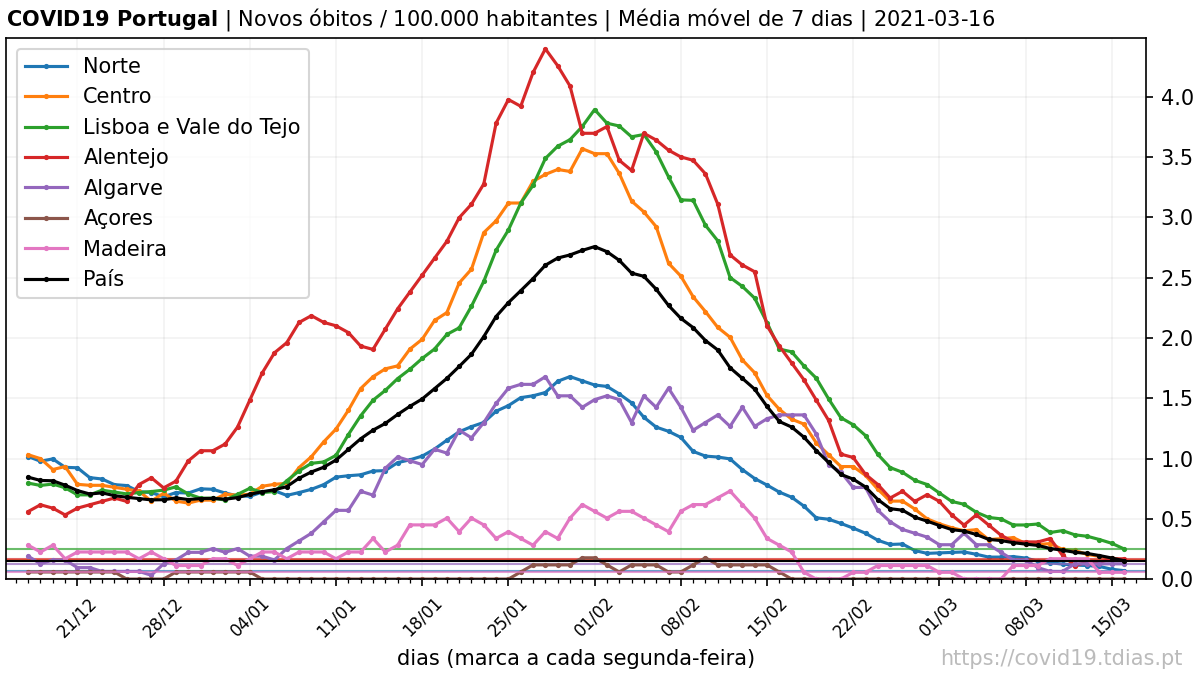 COVID19 Portugal | Novos óbitos / 100.000 habitantes | Média móvel de 7 dias | 2021-03-16
Norte
Centro
Lisboa e Vale do Tejo
Alentejo
Algarve
Açores
Madeira
País
4.0
3.5
3.0
2.5
2.0
1.5
1.0
0.5
0.0
21/12 28/12 04/01 11/01 18/01 25/01 01/02 08/02 15/02 22/02 01/03 08/03 15/03
dias (marca a cada segunda-feira)
https://covid19.tdias.pt